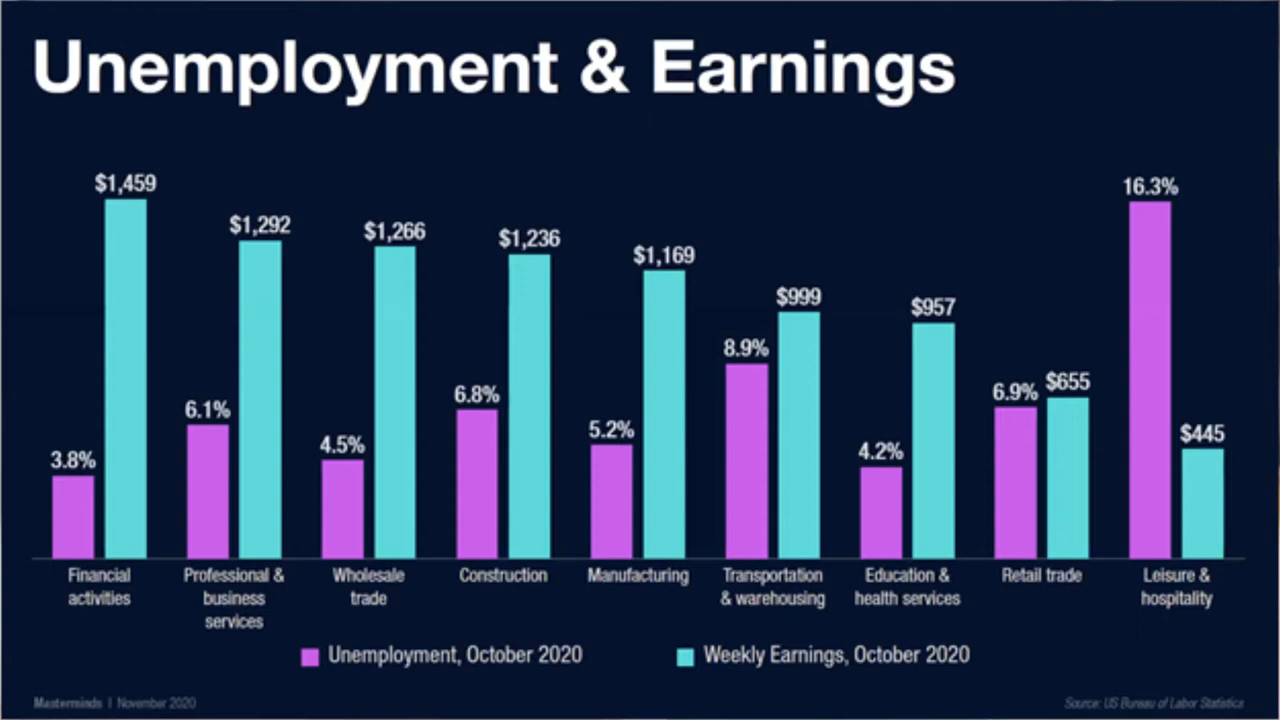 Unemployment & Earnings
$1,459
16.3%
$1,292
$1,266
$1,236
$1,169
$999
$957
8.9%
6.8%
6.9%
$655
6.1%
5.2%
$445
4.5%
4.2%
3.8%
Financial
activities
Professional &
business
services
Wholesale
trade
Construction
Manufacturing
Transportation
& warehousing
Education &
health services
Retail trade
Leisure &
hospitality
Unemployment, October 2020
Weekly Earnings, October 2020
Masterminds | November 2020
Source: US Bureau of Labor Statistics